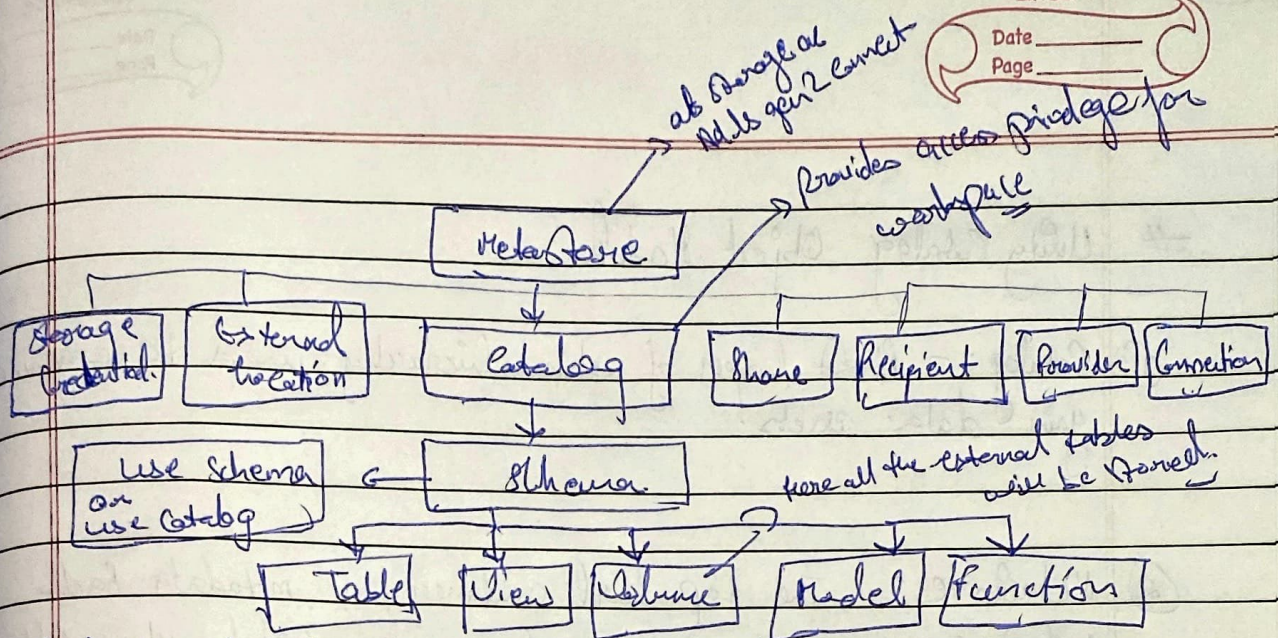 Date
Page
abs storage or
Adls gen2 connect
Provides access privilege for
workspace
Metastore
Storage
Credential.
External
Location
Catalog
Share
Recipient
Provider
Connection
Use Schema
or
use Catalog
Schema.
Here all the external tables
will be stored.
Table
View
Volume
Model
Function